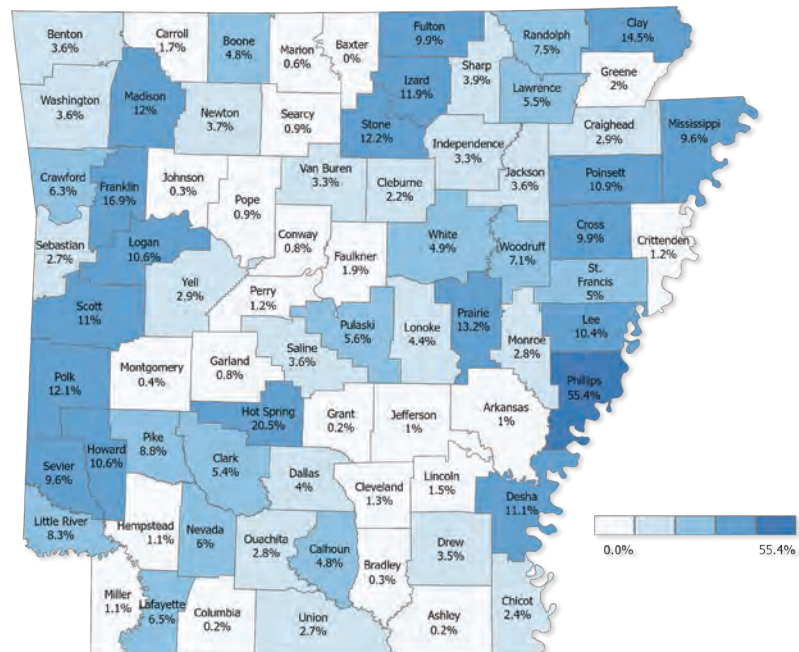 Benton
3.6%
Carroll
1.7%
Boone
4.8%
Marion
0.6%
Baxter
0%
Fulton
9.9%
Sharp
3.9%
Randolph
7.5%
Clay
14.5%
Greene
2%
Washington
3.6%
Madison
12%
Newton
3.7%
Searcy
0.9%
Stone
12.2%
Izard
11.9%
Independence
3.3%
Lawrence
5.5%
Craighead
2.9%
Mississippi
9.6%
Crawford
6.3%
Franklin
16.9%
Johnson
0.3%
Pope
0.9%
Van Buren
3.3%
Cleburne
2.2%
Jackson
3.6%
Poinsett
10.9%
Sebastian
2.7%
Logan
10.6%
Conway
0.8%
Faulkner
1.9%
White
4.9%
Woodruff
7.1%
Cross
9.9%
Crittenden
1.2%
St.
Francis
5%
Scott
11%
Yell
2.9%
Perry
1.2%
Pulaski
5.6%
Lonoke
4.4%
Prairie
13.2%
Monroe
2.8%
Lee
10.4%
Phillips
55.4%
Polk
12.1%
Montgomery
0.4%
Garland
0.8%
Saline
3.6%
Hot Spring
20.5%
Grant
0.2%
Jefferson
1%
Arkansas
1%
Sevier
9.6%
Howard
10.6%
Pike
8.8%
Clark
5.4%
Dallas
4%
Cleveland
1.3%
Lincoln
1.5%
Desha
11.1%
Little River
8.3%
Hempstead
1.1%
Nevada
6%
Ouachita
2.8%
Calhoun
4.8%
Bradley
0.3%
Drew
3.5%
Miller
1.1%
Lafayette
6.5%
Columbia
0.2%
Union
2.7%
Ashley
0.2%
Chicot
2.4%
0.0%
55.4%